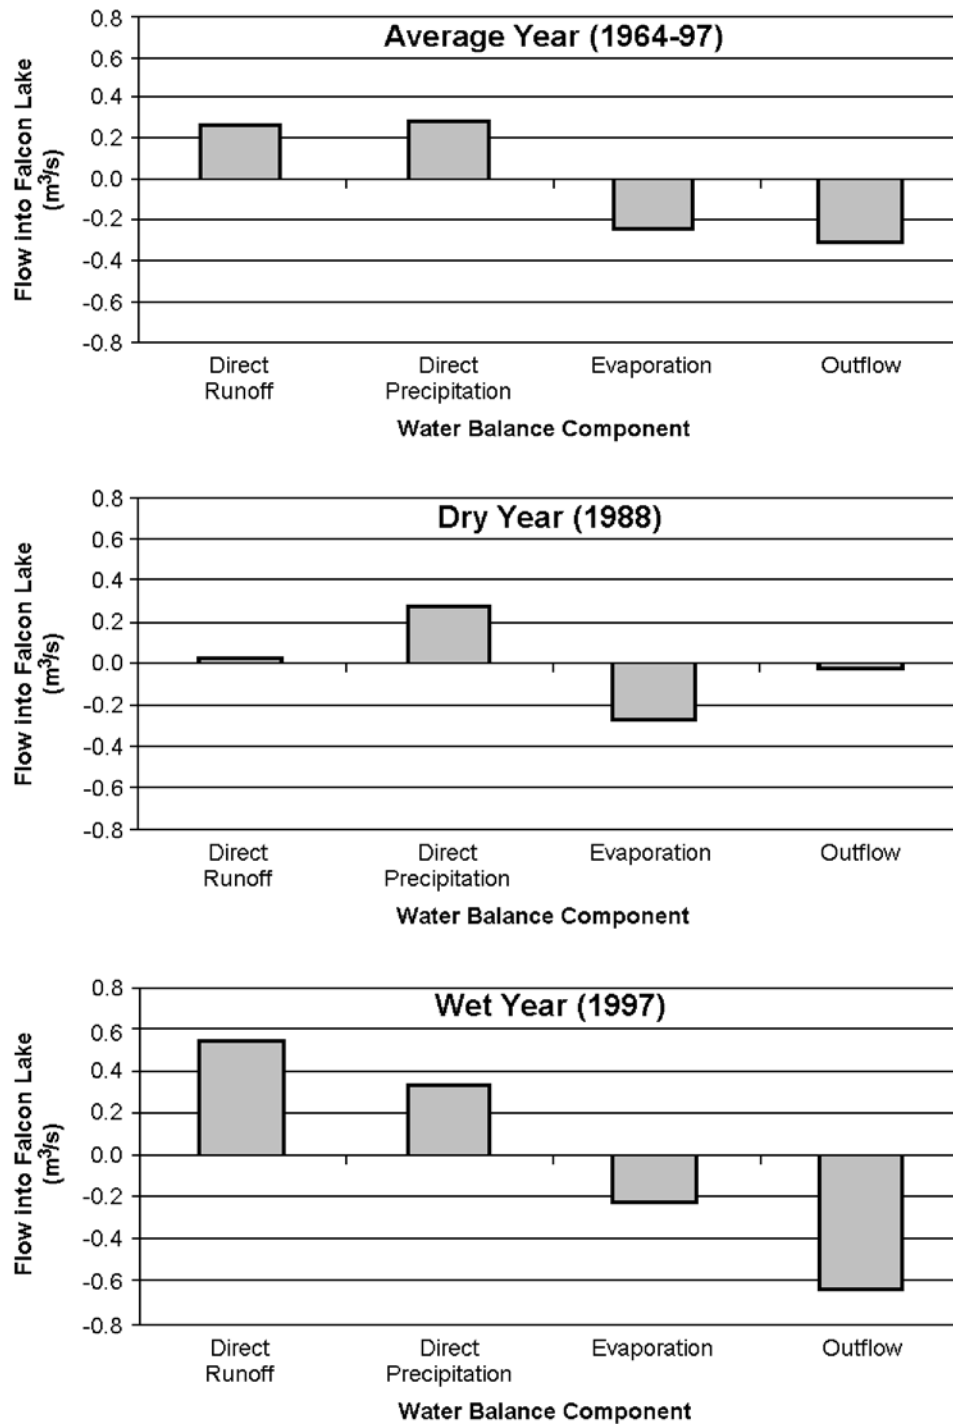 Average Year (1964-97)
Flow into Falcon Lake
(m³/s)
0.8
0.6
0.4
0.2
0.0
-0.2
-0.4
-0.6
-0.8
Direct
Runoff
Direct
Precipitation
Evaporation
Outflow
Water Balance Component
Dry Year (1988)
Flow into Falcon Lake
(m³/s)
0.8
0.6
0.4
0.2
0.0
-0.2
-0.4
-0.6
-0.8
Direct
Runoff
Direct
Precipitation
Evaporation
Outflow
Water Balance Component
Wet Year (1997)
Flow into Falcon Lake
(m³/s)
0.8
0.6
0.4
0.2
0.0
-0.2
-0.4
-0.6
-0.8
Direct
Runoff
Direct
Precipitation
Evaporation
Outflow
Water Balance Component